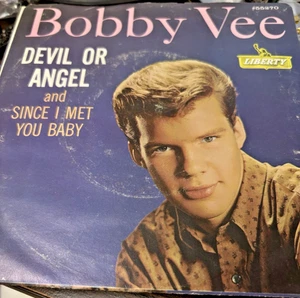 Bobby Vee
DEVIL OR
ANGEL
and
SINCE I MET
YOU BABY
LIBERTY